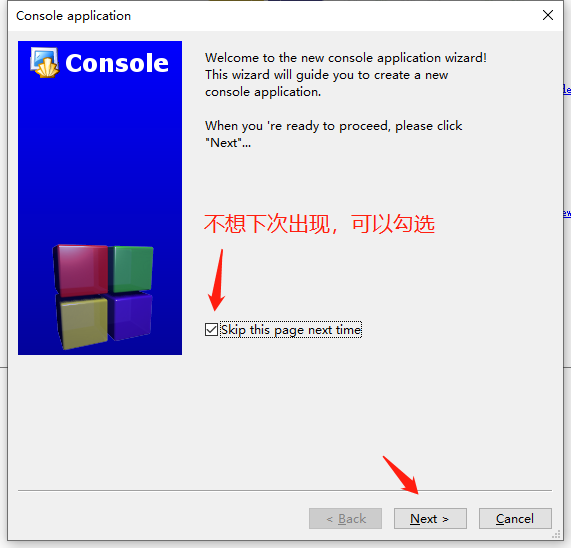 Console application
Console
Welcome to the new console application wizard!
This wizard will guide you to create a new
console application.
When you 're ready to proceed, please click
"Next"...
不想下次出现，可以勾选
Skip this page next time
< Back
Next >
Cancel